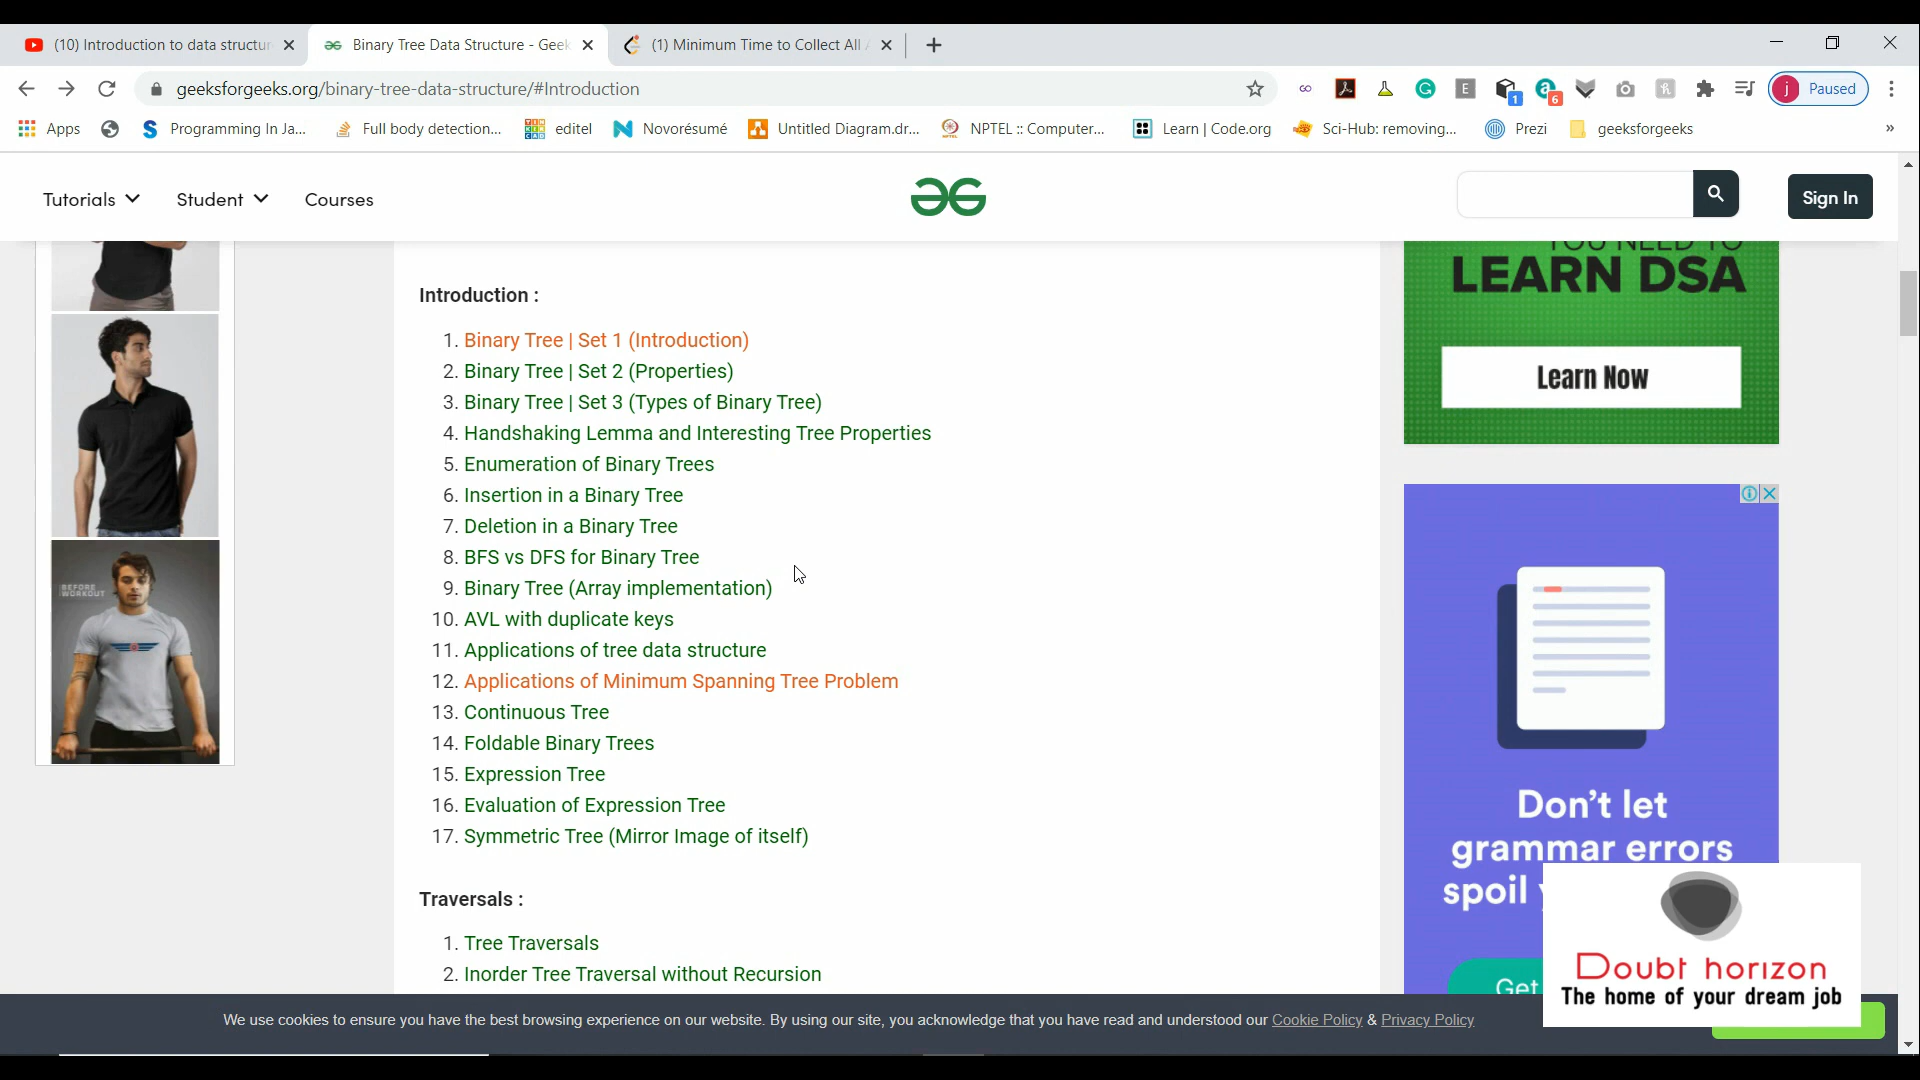 (10) Introduction to data structur
Binary Tree Data Structure - Geek
(1) Minimum Time to Collect All A
geeksforgeeks.org/binary-tree-data-structure/#Introduction
E
1
6
j Paused
Apps
Programming In Ja...
Full body detection...
editel
Novorésumé
Untitled Diagram.dr...
NPTEL :: Computer...
Learn | Code.org
Sci-Hub: removing...
Prezi
geeksforgeeks
»
Tutorials
Student
Courses
Sign In
YOU NEED TO
LEARN DSA
Learn Now
Introduction :
1. Binary Tree | Set 1 (Introduction)
2. Binary Tree | Set 2 (Properties)
3. Binary Tree | Set 3 (Types of Binary Tree)
4. Handshaking Lemma and Interesting Tree Properties
5. Enumeration of Binary Trees
6. Insertion in a Binary Tree
7. Deletion in a Binary Tree
8. BFS vs DFS for Binary Tree
9. Binary Tree (Array implementation)
10. AVL with duplicate keys
11. Applications of tree data structure
12. Applications of Minimum Spanning Tree Problem
13. Continuous Tree
14. Foldable Binary Trees
15. Expression Tree
16. Evaluation of Expression Tree
17. Symmetric Tree (Mirror Image of itself)
Traversals :
1. Tree Traversals
2. Inorder Tree Traversal without Recursion
BEFORE
WORKOUT
Don't let
grammar errors
spoil
Get
Doubt horizon
The home of your dream job
We use cookies to ensure you have the best browsing experience on our website. By using our site, you acknowledge that you have read and understood our Cookie Policy & Privacy Policy